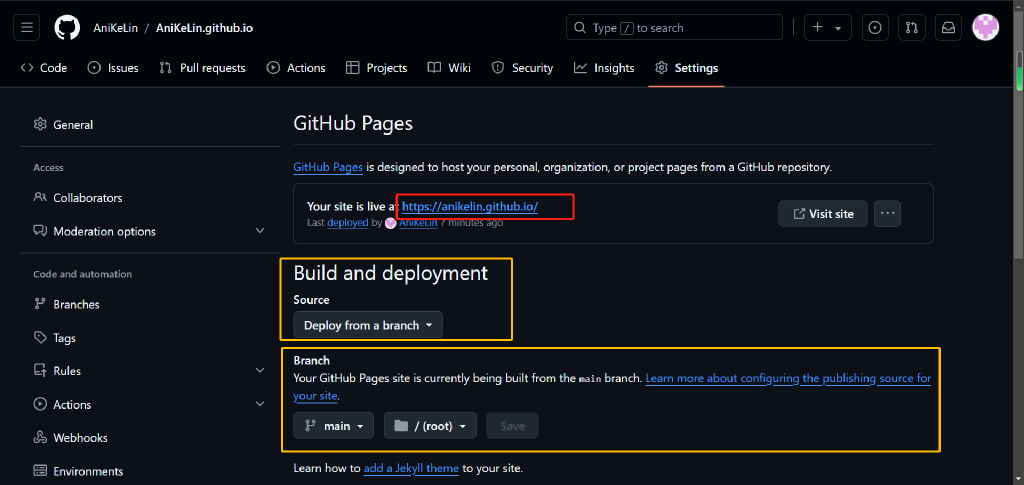 AniKeLin / AniKeLin.github.io
Type / to search
Code Issues Pull requests Actions Projects Wiki Security Insights Settings
General
Access
Collaborators
Moderation options
Code and automation
Branches
Tags
Rules
Actions
Webhooks
Environments
GitHub Pages
GitHub Pages is designed to host your personal, organization, or project pages from a GitHub repository.
Your site is live at https://anikelin.github.io/
Last deployed by AniKeLin 7 minutes ago
Visit site
Build and deployment
Source
Deploy from a branch
Branch
Your GitHub Pages site is currently being built from the main branch. Learn more about configuring the publishing source for
your site.
main / (root) Save
Learn how to add a Jekyll theme to your site.